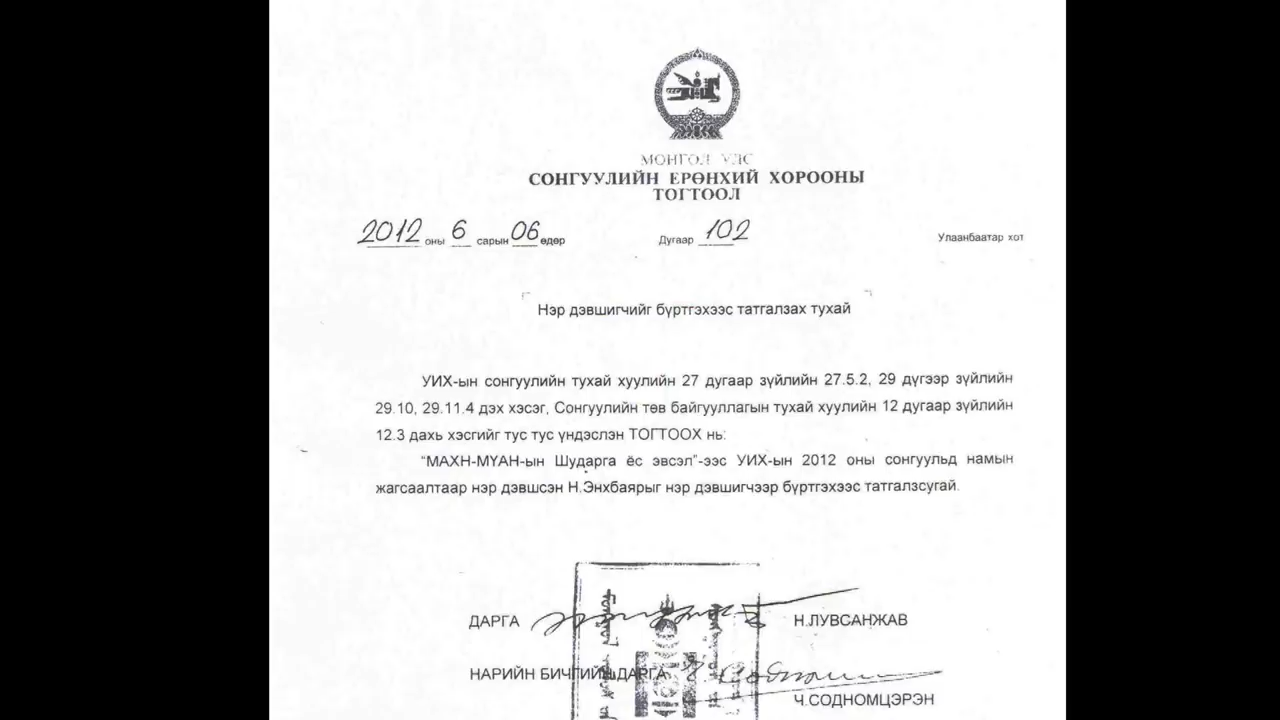 МОНГОЛ УЛС
СОНГУУЛИЙН ЕРӨНХИЙ ХОРООНЫ
ТОГТООЛ
2012 оны 6 сарын 06 өдөр Дугаар 102 Улаанбаатар хот
Нэр дэвшигчийг бүртгэхээс татгалзах тухай
УИХ-ын сонгуулийн тухай хуулийн 27 дугаар зүйлийн 27.5.2, 29 дүгээр зүйлийн
29.10, 29.11.4 дэх хэсэг, Сонгуулийн төв байгууллагын тухай хуулийн 12 дугаар зүйлийн
12.3 дахь хэсгийг тус тус үндэслэн ТОГТООХ нь:
“МАХН-МҮАН-ын Шударга ёс эвсэл”-ээс УИХ-ын 2012 оны сонгуульд намын
жагсаалтаар нэр дэвшсэн Н.Энхбаярыг нэр дэвшигчээр бүртгэхээс татгалзсугай.
ДАРГА Н.ЛУВСАНЖАВ
НАРИЙН БИЧГИЙН ДАРГА
Ч.СОДНОМЦЭРЭН